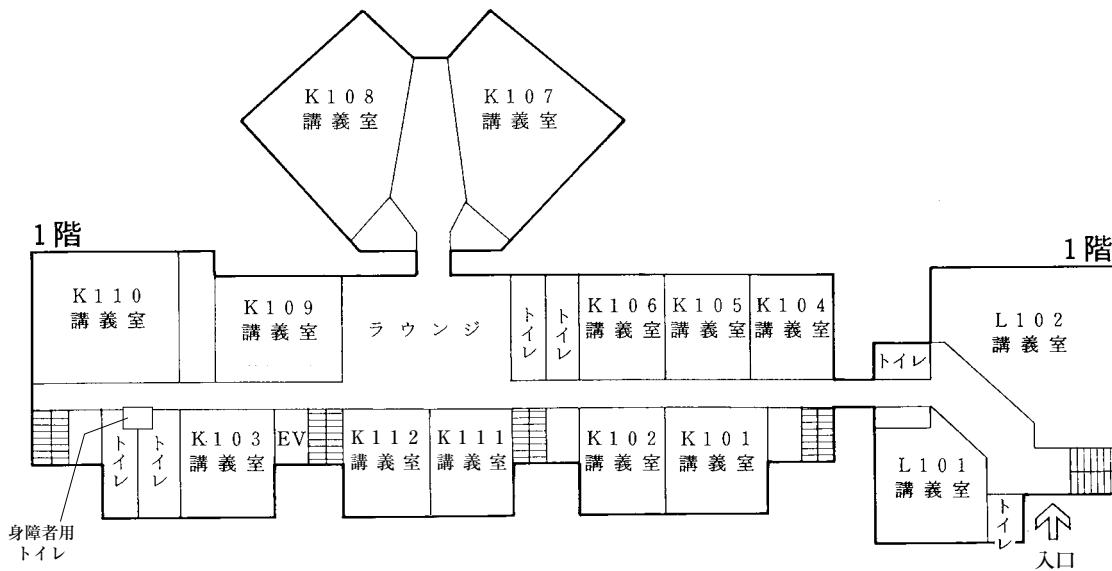 K108
講義室
K107
講義室
1階
1階
K110
講義室
K109
講義室
ラウンジ
トイレ
トイレ
K106
講義室
K105
講義室
K104
講義室
L102
講義室
トイレ
トイレ
トイレ
K103
講義室
EV
K112
講義室
K111
講義室
K102
講義室
K101
講義室
L101
講義室
トイレ
身障者用
トイレ
入口